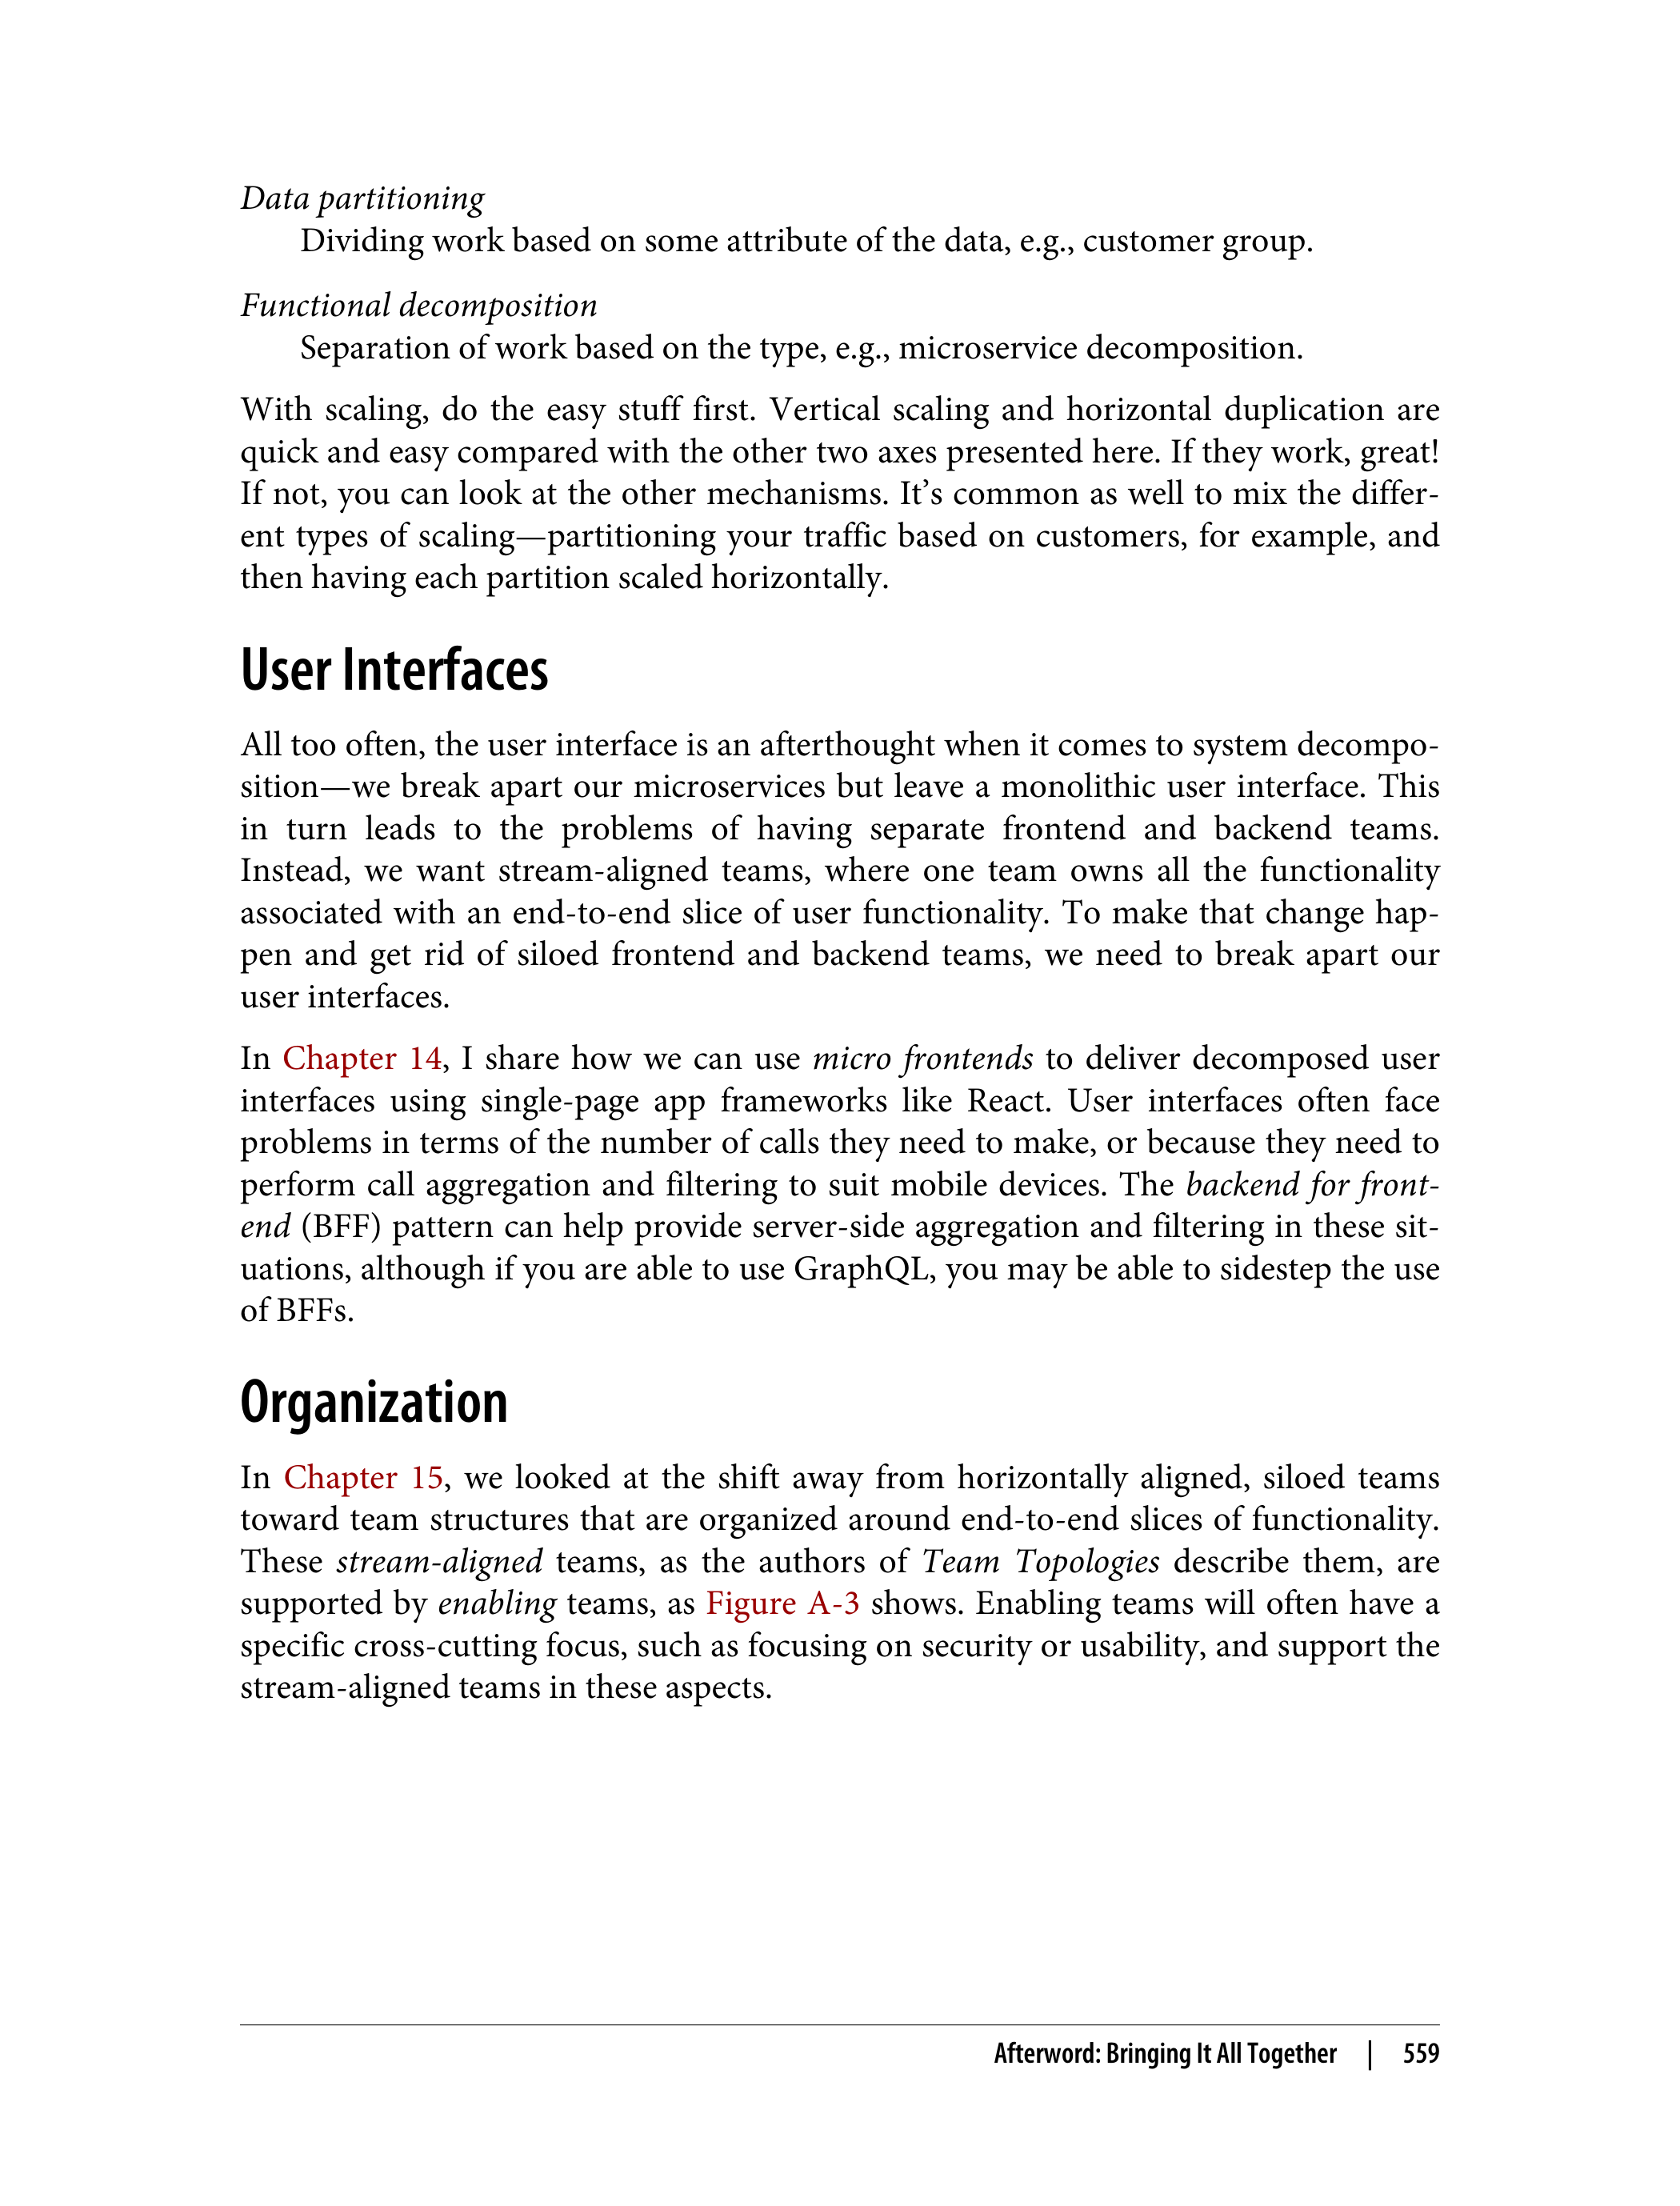 Data partitioning
Dividing work based on some attribute of the data, e.g., customer group.
Functional decomposition
Separation of work based on the type, e.g., microservice decomposition.
With scaling, do the easy stuff first. Vertical scaling and horizontal duplication are
quick and easy compared with the other two axes presented here. If they work, great!
If not, you can look at the other mechanisms. It’s common as well to mix the differ-
ent types of scaling—partitioning your traffic based on customers, for example, and
then having each partition scaled horizontally.
User Interfaces
All too often, the user interface is an afterthought when it comes to system decompo-
sition—we break apart our microservices but leave a monolithic user interface. This
in turn leads to the problems of having separate frontend and backend teams.
Instead, we want stream-aligned teams, where one team owns all the functionality
associated with an end-to-end slice of user functionality. To make that change hap-
pen and get rid of siloed frontend and backend teams, we need to break apart our
user interfaces.
In Chapter 14, I share how we can use micro frontends to deliver decomposed user
interfaces using single-page app frameworks like React. User interfaces often face
problems in terms of the number of calls they need to make, or because they need to
perform call aggregation and filtering to suit mobile devices. The backend for front-
end (BFF) pattern can help provide server-side aggregation and filtering in these sit-
uations, although if you are able to use GraphQL, you may be able to sidestep the use
of BFFs.
Organization
In Chapter 15, we looked at the shift away from horizontally aligned, siloed teams
toward team structures that are organized around end-to-end slices of functionality.
These stream-aligned teams, as the authors of Team Topologies describe them, are
supported by enabling teams, as Figure A-3 shows. Enabling teams will often have a
specific cross-cutting focus, such as focusing on security or usability, and support the
stream-aligned teams in these aspects.
Afterword: Bringing It All Together | 559